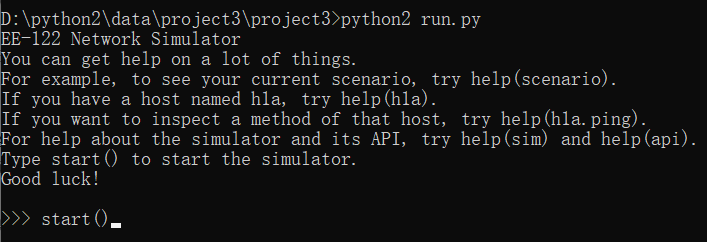 D:\python2\data\project3\project3>python2 run.py
EE-122 Network Simulator
You can get help on a lot of things.
For example, to see your current scenario, try help(scenario).
If you have a host named hla, try help(hla).
If you want to inspect a method of that host, try help(hla.ping).
For help about the simulator and its API, try help(sim) and help(api).
Type start() to start the simulator.
Good luck!
>>> start()